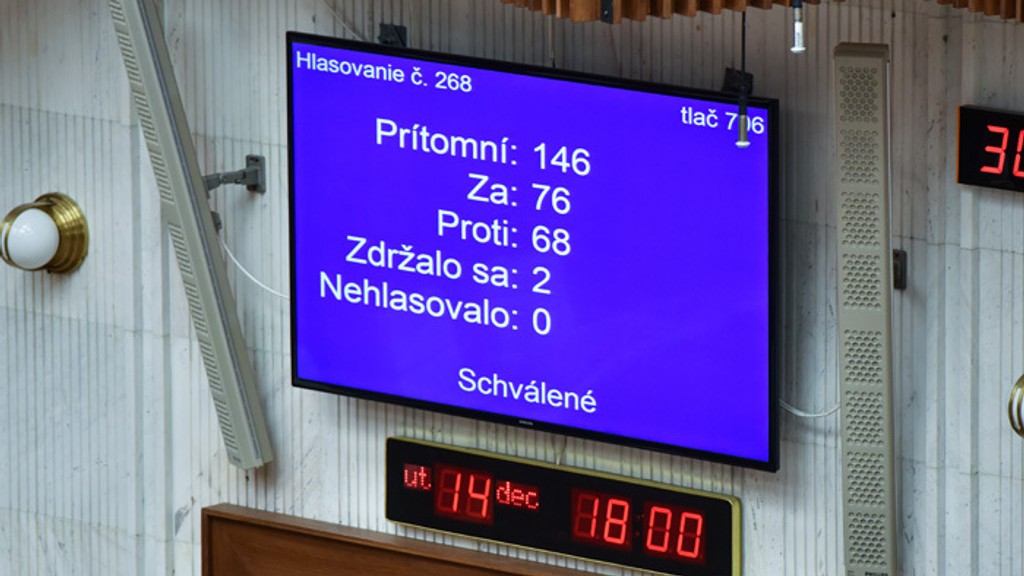 Hlasovanie č. 268
tlač 706
Prítomní: 146
Za: 76
Proti: 68
Zdržalo sa: 2
Nehlasovalo: 0
Schválené
ut 14 dec 18:00